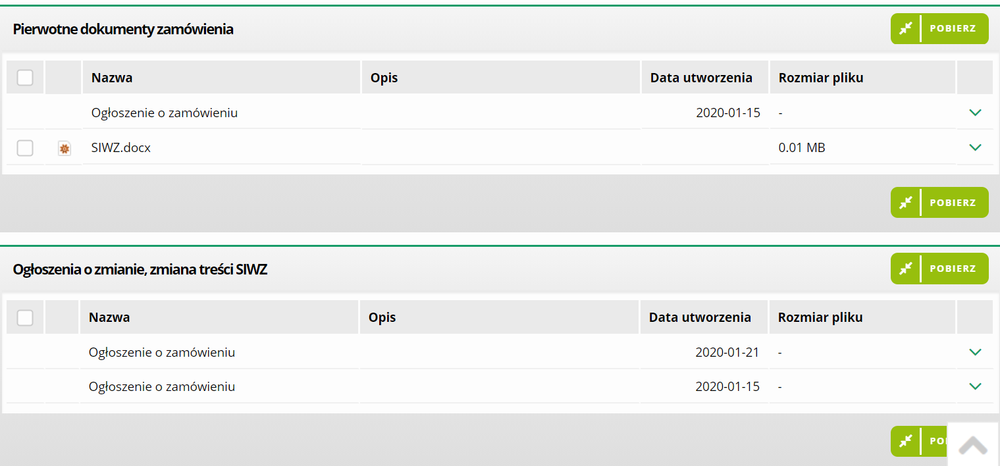 Pierwotne dokumenty zamówienia
POBIERZ
Nazwa Opis Data utworzenia Rozmiar pliku
Ogłoszenie o zamówieniu 2020-01-15 -
SIWZ.docx 0.01 MB
POBIERZ
Ogłoszenia o zmianie, zmiana treści SIWZ
POBIERZ
Nazwa Opis Data utworzenia Rozmiar pliku
Ogłoszenie o zamówieniu 2020-01-21 -
Ogłoszenie o zamówieniu 2020-01-15 -